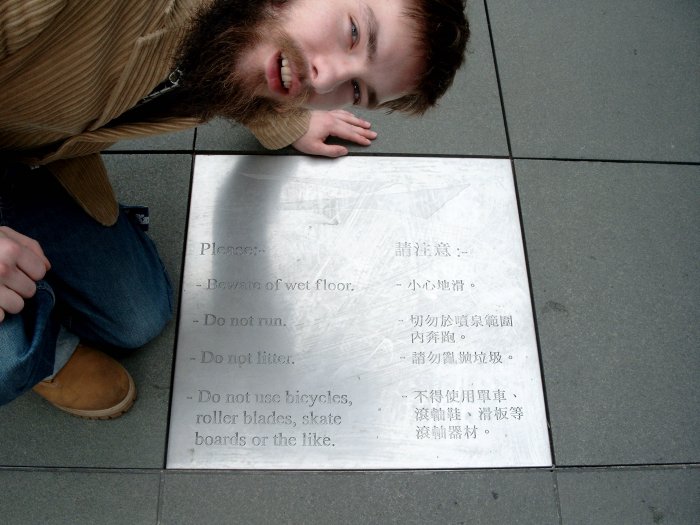 Please:-
- Beware of wet floor.
- Do not run.
- Do not litter.
- Do not use bicycles,
roller blades, skate
boards or the like.
請注意 :-
- 小心地滑。
- 切勿於噴泉範圍
內奔跑。
- 請勿亂拋垃圾。
- 不得使用單車、
滾軸鞋、滑板等
滾軸器材。